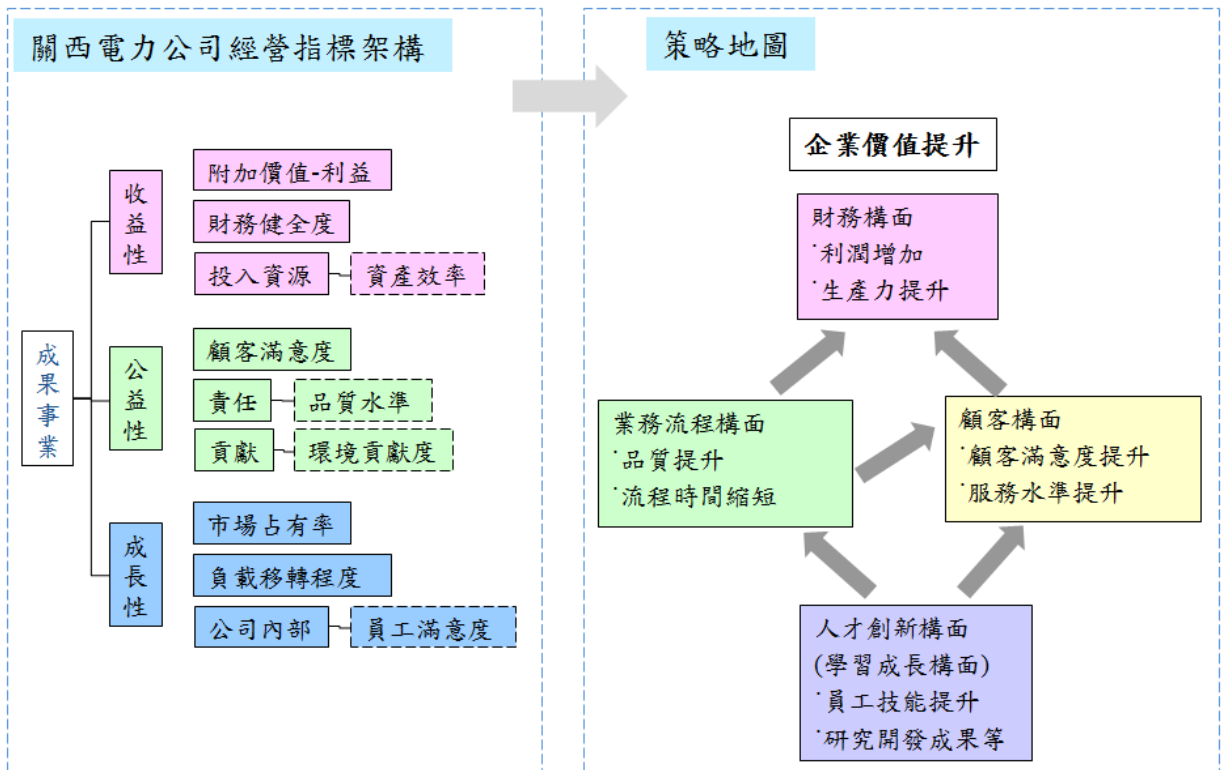 關西電力公司經營指標架構
成果事業
收益性
附加價值-利益
財務健全度
投入資源
資產效率
公益性
顧客滿意度
責任
品質水準
貢獻
環境貢獻度
成長性
市場占有率
負載移轉程度
公司內部
員工滿意度
策略地圖
企業價值提升
財務構面
˙利潤增加
˙生產力提升
業務流程構面
˙品質提升
˙流程時間縮短
顧客構面
˙顧客滿意度提升
˙服務水準提升
人才創新構面
(學習成長構面)
˙員工技能提升
˙研究開發成果等